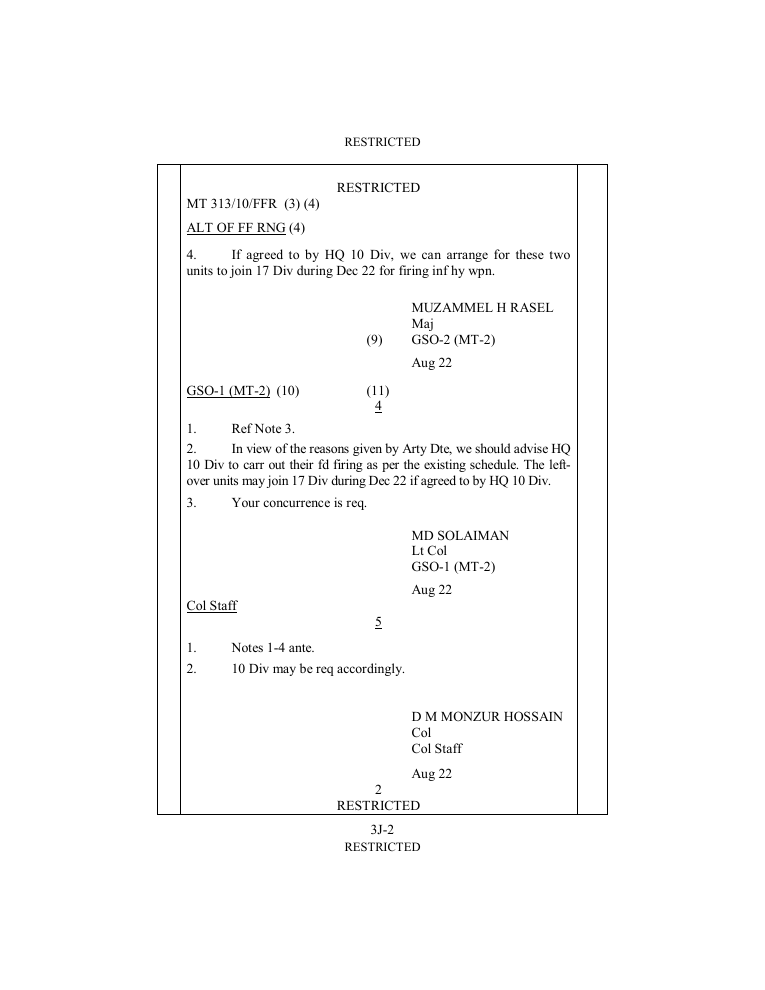 RESTRICTED
RESTRICTED
MT 313/10/FFR (3) (4)
ALT OF FF RNG (4)
4. If agreed to by HQ 10 Div, we can arrange for these two
units to join 17 Div during Dec 22 for firing inf hy wpn.
MUZAMMEL H RASEL
Maj
(9) GSO-2 (MT-2)
Aug 22
GSO-1 (MT-2) (10) (11)
4
1. Ref Note 3.
2. In view of the reasons given by Arty Dte, we should advise HQ
10 Div to carr out their fd firing as per the existing schedule. The left-
over units may join 17 Div during Dec 22 if agreed to by HQ 10 Div.
3. Your concurrence is req.
MD SOLAIMAN
Lt Col
GSO-1 (MT-2)
Aug 22
Col Staff
5
1. Notes 1-4 ante.
2. 10 Div may be req accordingly.
D M MONZUR HOSSAIN
Col
Col Staff
Aug 22
2
RESTRICTED
3J-2
RESTRICTED